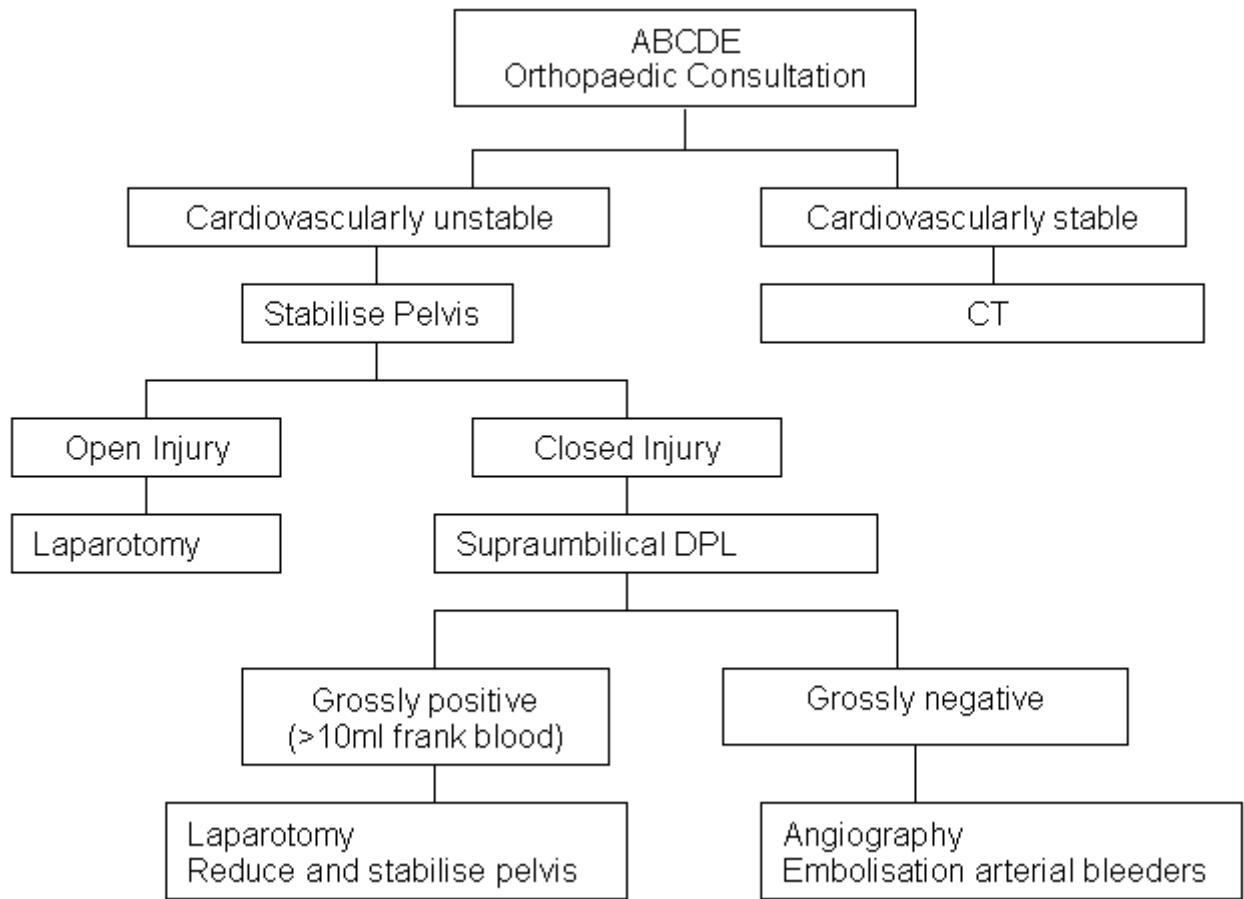 ABCDE
Orthopaedic Consultation
Cardiovascularly unstable
Cardiovascularly stable
Stabilise Pelvis
CT
Open Injury
Closed Injury
Laparotomy
Supraumbilical DPL
Grossly positive
(>10ml frank blood)
Grossly negative
Laparotomy
Reduce and stabilise pelvis
Angiography
Embolisation arterial bleeders